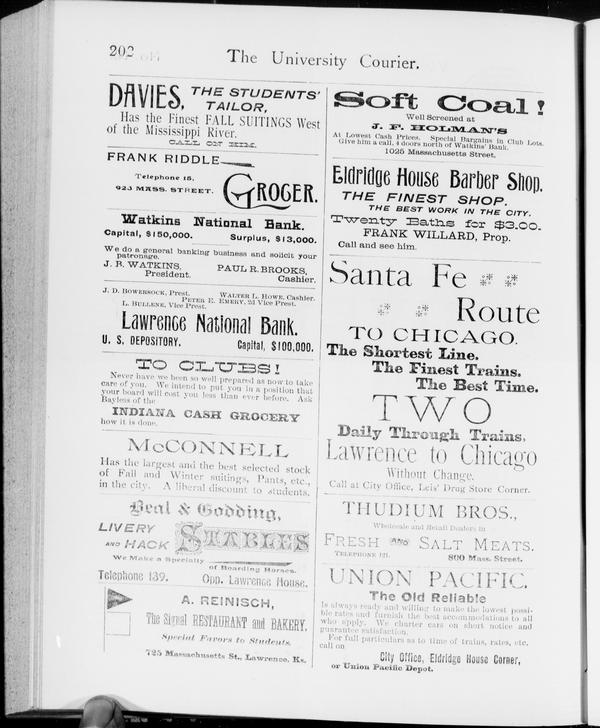 202
The University Courier.
DAVIES, THE STUDENTS'
TAILOR,
Has the Finest FALL SUITINGS West
of the Mississippi River.
CALL ON HIM.
FRANK RIDDLE
Telephone 15,
923 MASS. STREET.
GROCER.
Watkins National Bank.
Capital, $150,000. Surplus, $13,000.
We do a general banking business and solicit your
patronage.
J. B. WATKINS,
President.
PAUL R. BROOKS,
Cashier.
J. D. BOWERSOCK, Prest. WALTER L. HOWE, Cashier.
PETER E. EMERY, 2d Vice Prest.
L. BULLENE, Vice Prest.
Lawrence National Bank.
U. S. DEPOSITORY. Capital, $100,000.
TO CLUBS!
Never have we been so well prepared as now to take
care of you. We intend to put you in a position that
your board will cost you less than ever before. Ask
Bayless of the
INDIANA CASH GROCERY
how it is done.
McCONNELL
Has the largest and the best selected stock
of Fall and Winter suitings, Pants, etc.,
in the city. A liberal discount to students.
Beal & Godding,
LIVERY
AND HACK STABLES
We Make a Specialty
of Boarding Horses.
Telephone 139. Opp. Lawrence House.
A. REINISCH,
The Signal RESTAURANT and BAKERY.
Special Favors to Students.
725 Massachusetts St., Lawrence, Ks.
Soft Coal!
Well Screened at
J. F. HOLMAN'S
At Lowest Cash Prices. Special Bargains in Club Lots.
Give him a call, 4 doors north of Watkins' Bank.
1025 Massachusetts Street.
Eldridge House Barber Shop.
THE FINEST SHOP.
THE BEST WORK IN THE CITY.
Twenty Baths for $3.00.
FRANK WILLARD, Prop.
Call and see him.
Santa Fe
Route
TO CHICAGO.
The Shortest Line.
The Finest Trains.
The Best Time.
TWO
Daily Through Trains,
Lawrence to Chicago
Without Change.
Call at City Office, Leis' Drug Store Corner.
THUDIUM BROS.,
Wholesale and Retail Dealers in
FRESH AND SALT MEATS.
TELEPHONE 121. 800 Mass. Street.
UNION PACIFIC.
The Old Reliable
Is always ready and willing to make the lowest possi-
ble rates and furnish the best accommodations to all
who apply. We charter cars on short notice and
guarantee satisfaction.
For full particulars as to time of trains, rates, etc.
call on
City Office, Eldridge House Corner,
or Union Pacific Depot.